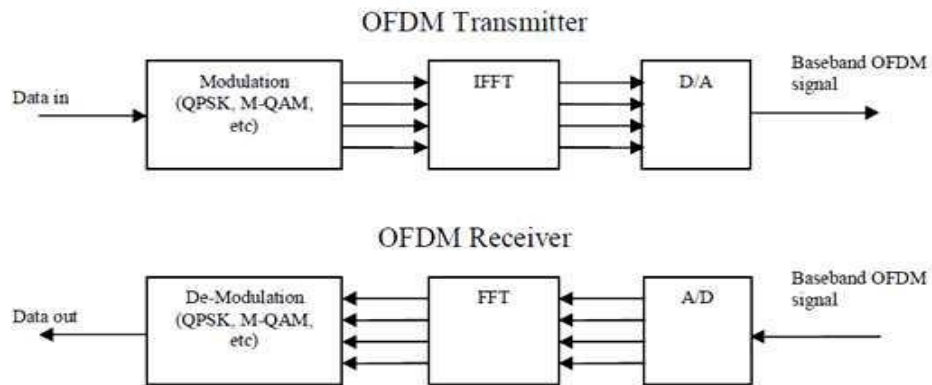 OFDM Transmitter
Data in
Modulation
(QPSK, M-QAM,
etc)
IFFT
D/A
Baseband OFDM
signal
OFDM Receiver
Data out
De-Modulation
(QPSK, M-QAM,
etc)
FFT
A/D
Baseband OFDM
signal